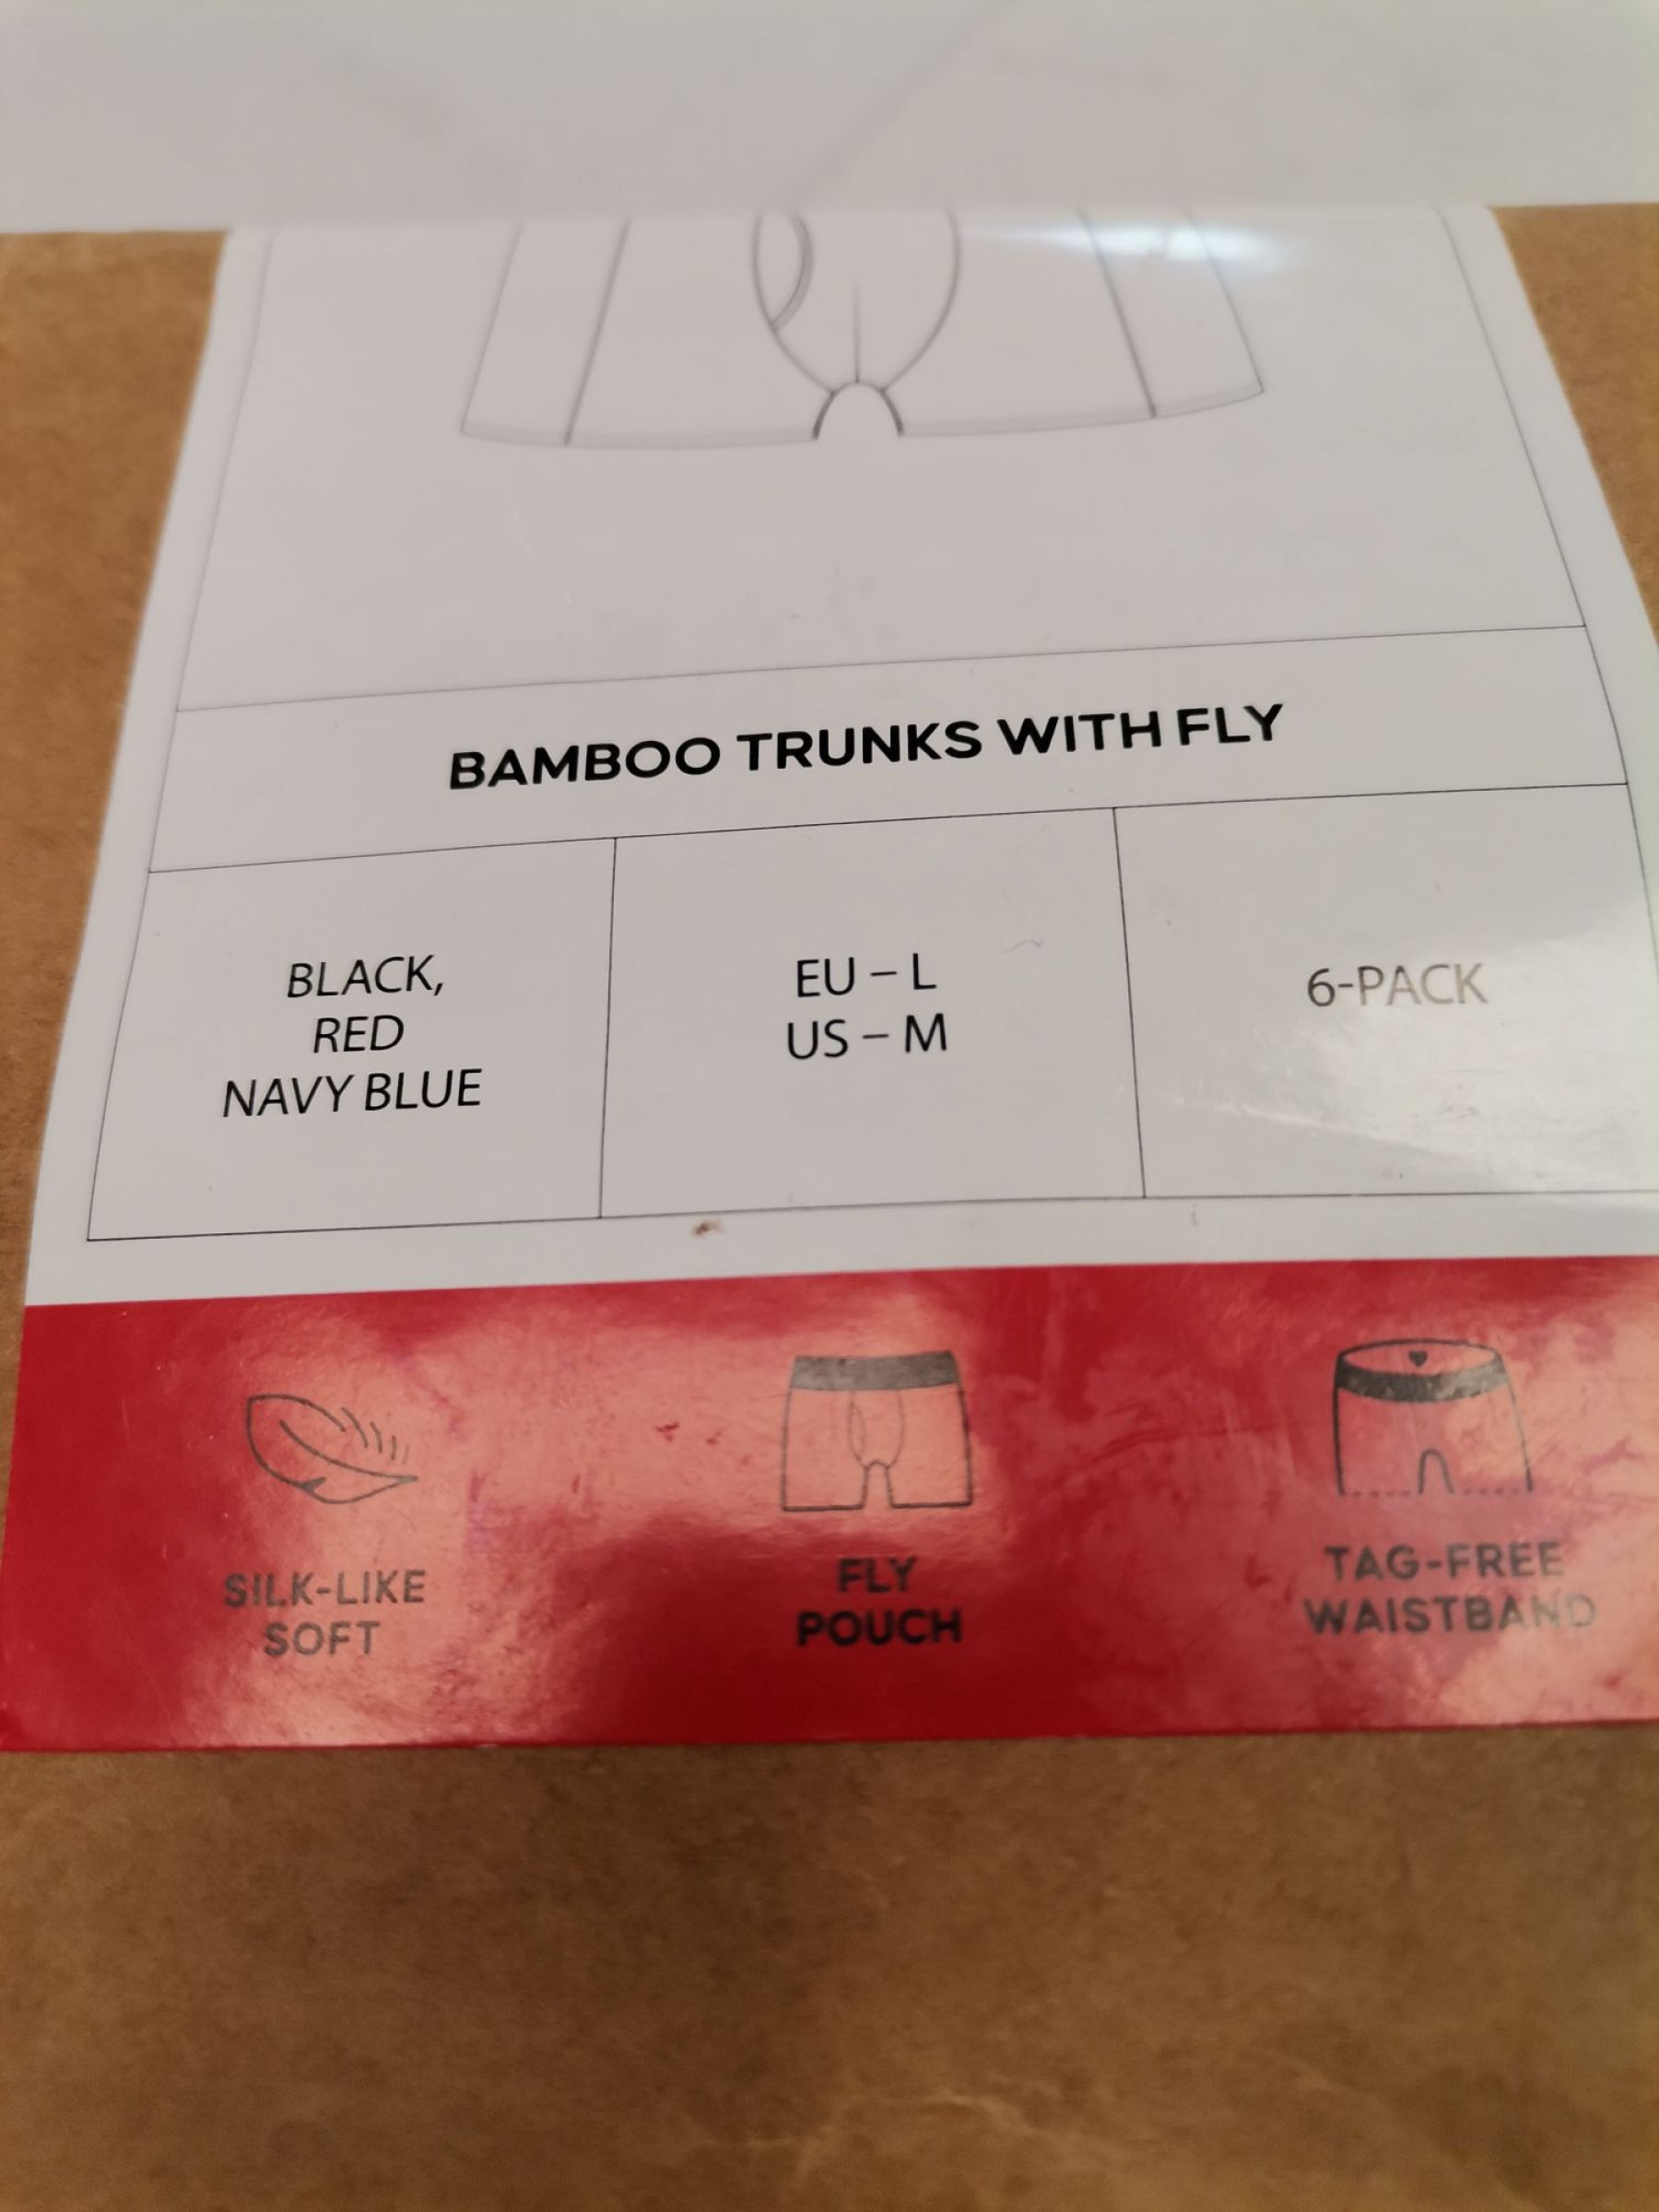 BAMBOO TRUNKS WITH FLY
BLACK,
RED
NAVY BLUE
EU – L
US – M
6-PACK
SILK-LIKE
SOFT
FLY
POUCH
TAG-FREE
WAISTBAND